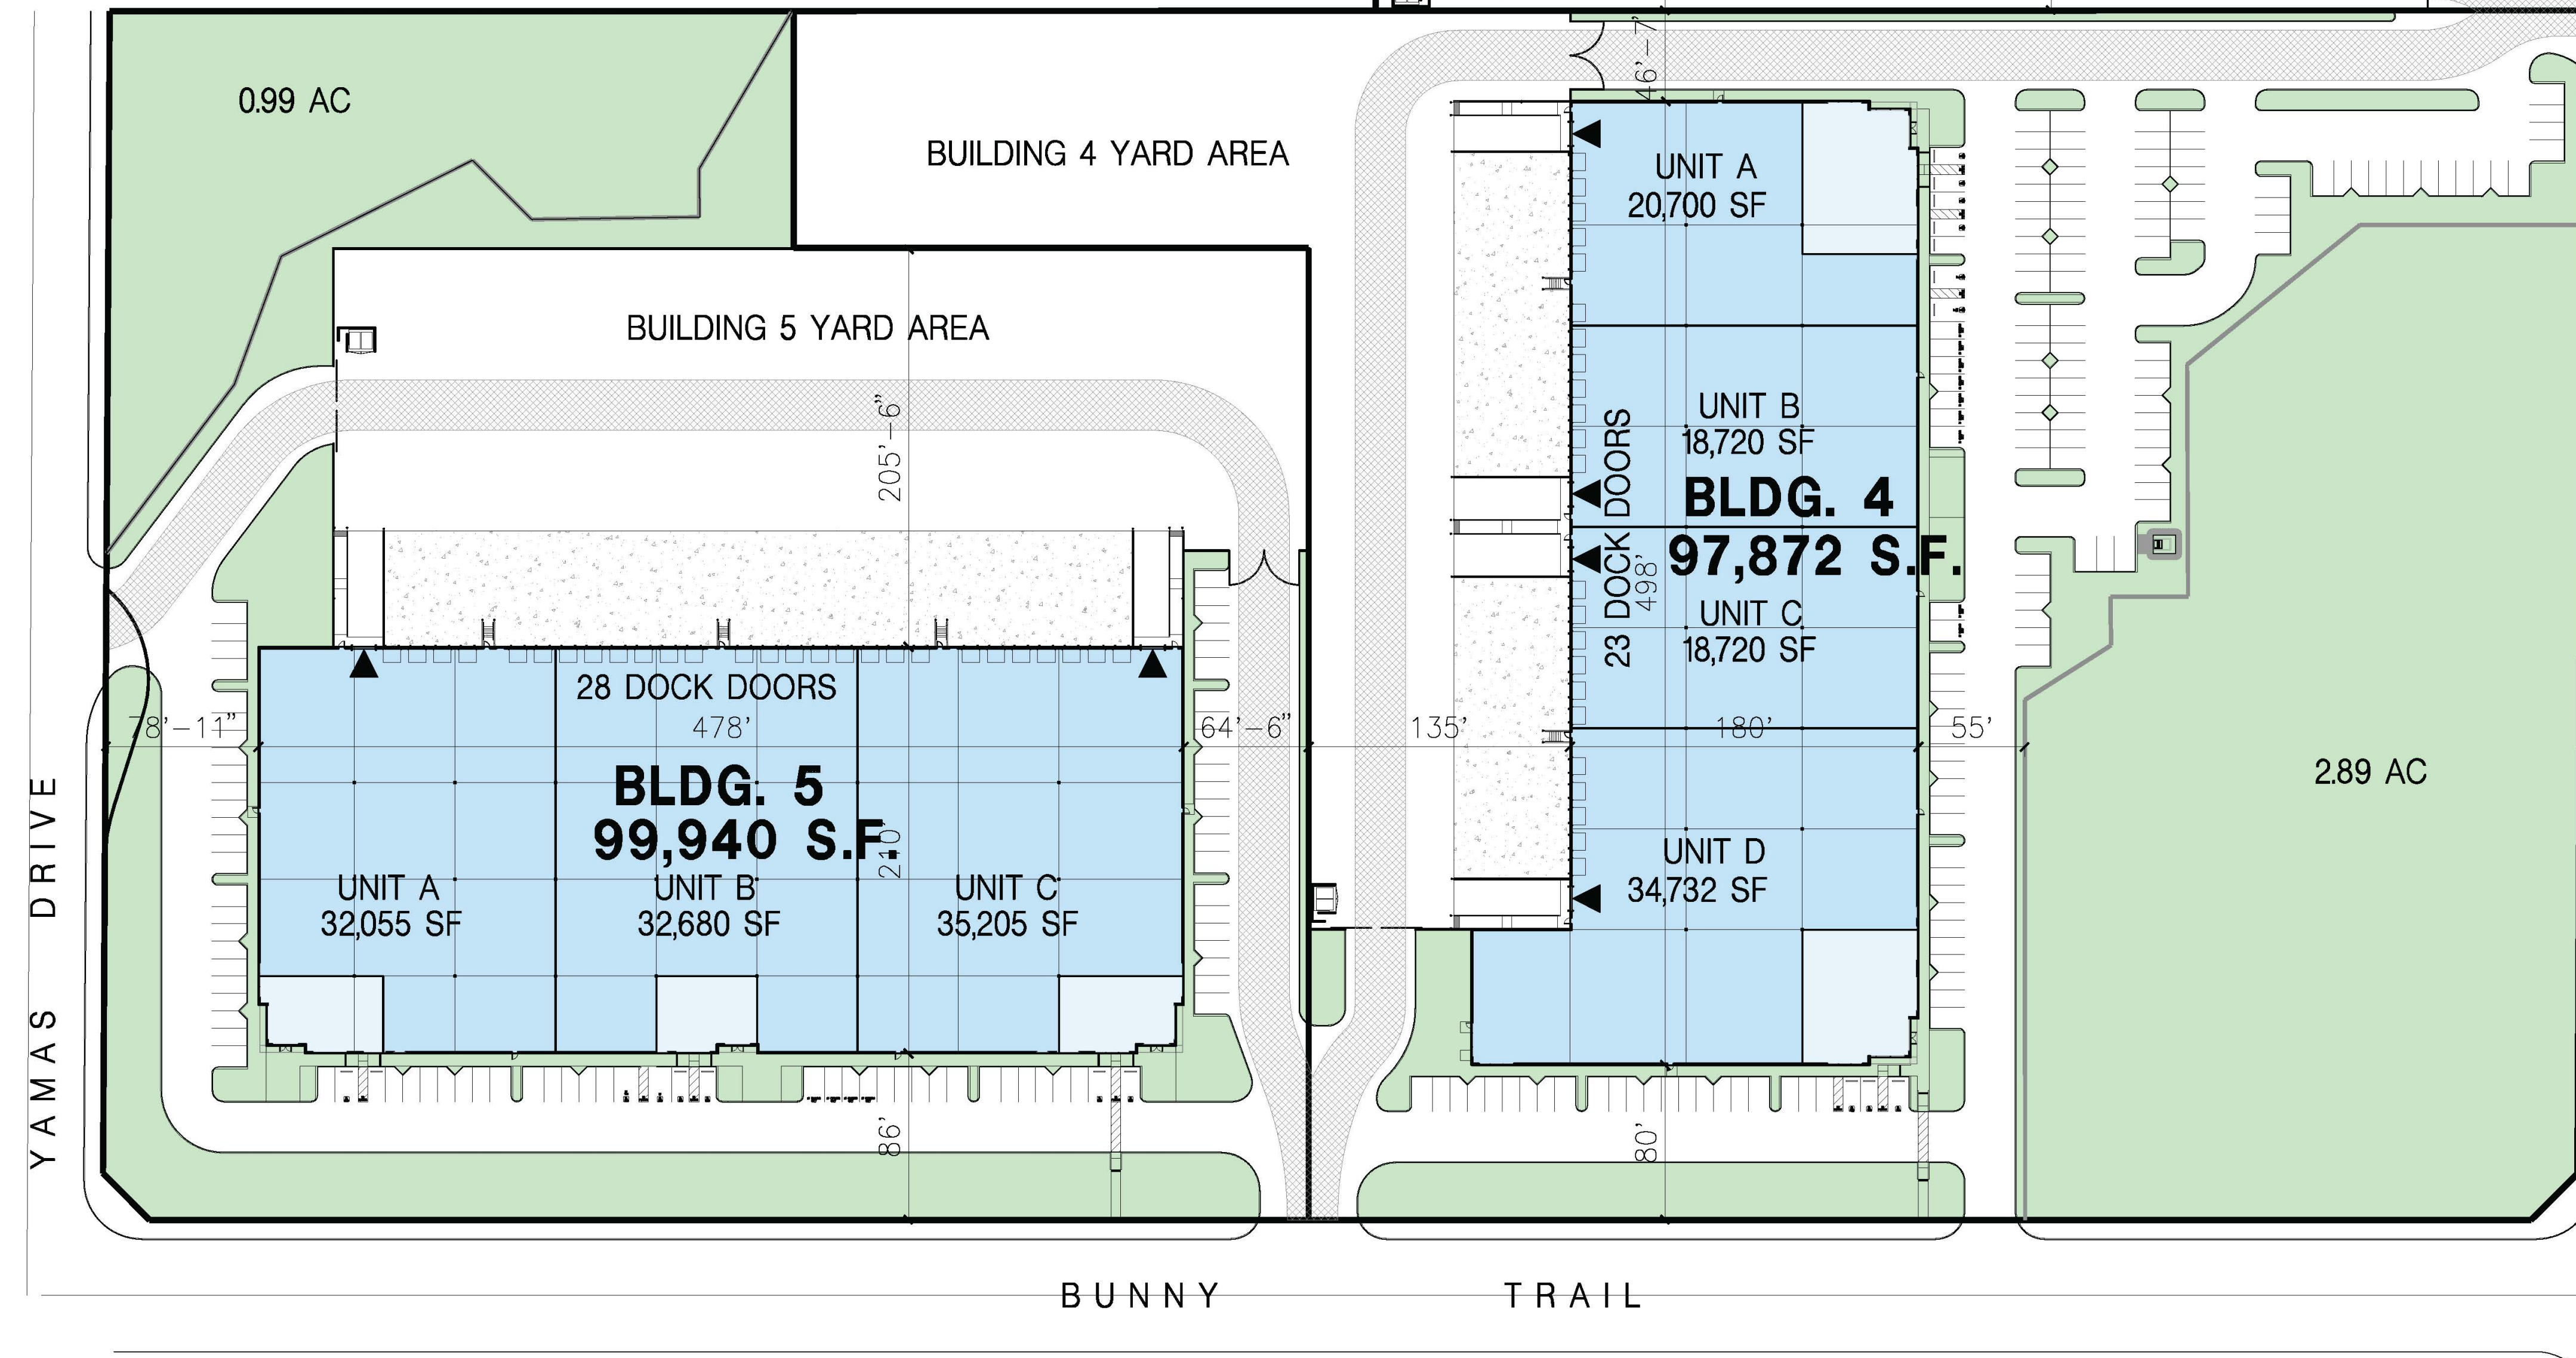 0.99 AC
BUILDING 4 YARD AREA
46'-7"
UNIT A
20,700 SF
BUILDING 5 YARD AREA
205'-6"
UNIT B
18,720 SF
BLDG. 4
97,872 S.F.
23 DOCK DOORS
498'
UNIT C
18,720 SF
28 DOCK DOORS
78'-11"
478'
64'-6"
135'
180'
55'
BLDG. 5
99,940 S.F.
210'
2.89 AC
UNIT A
32,055 SF
UNIT B
32,680 SF
UNIT C
35,205 SF
UNIT D
34,732 SF
86'
80'
YAMAS DRIVE
BUNNY TRAIL